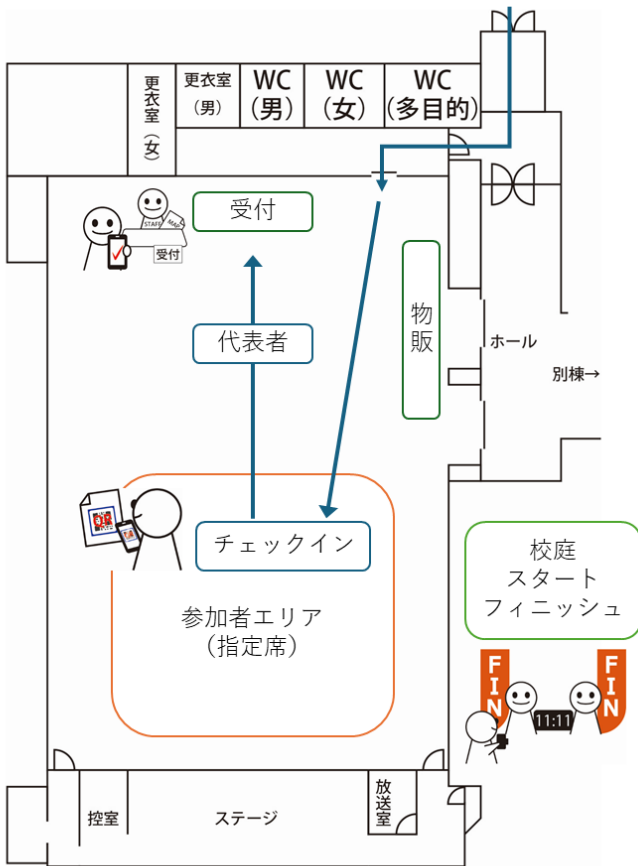 更衣室（女）
更衣室
（男）
WC
（男）
WC
（女）
WC
（多目的）
受付
STAFF
MAP
受付
代表者
物販
ホール
別棟→
チェックイン
参加者エリア
（指定席）
校庭
スタート
フィニッシュ
FIN
FIN
11:11
控室
ステージ
放送室